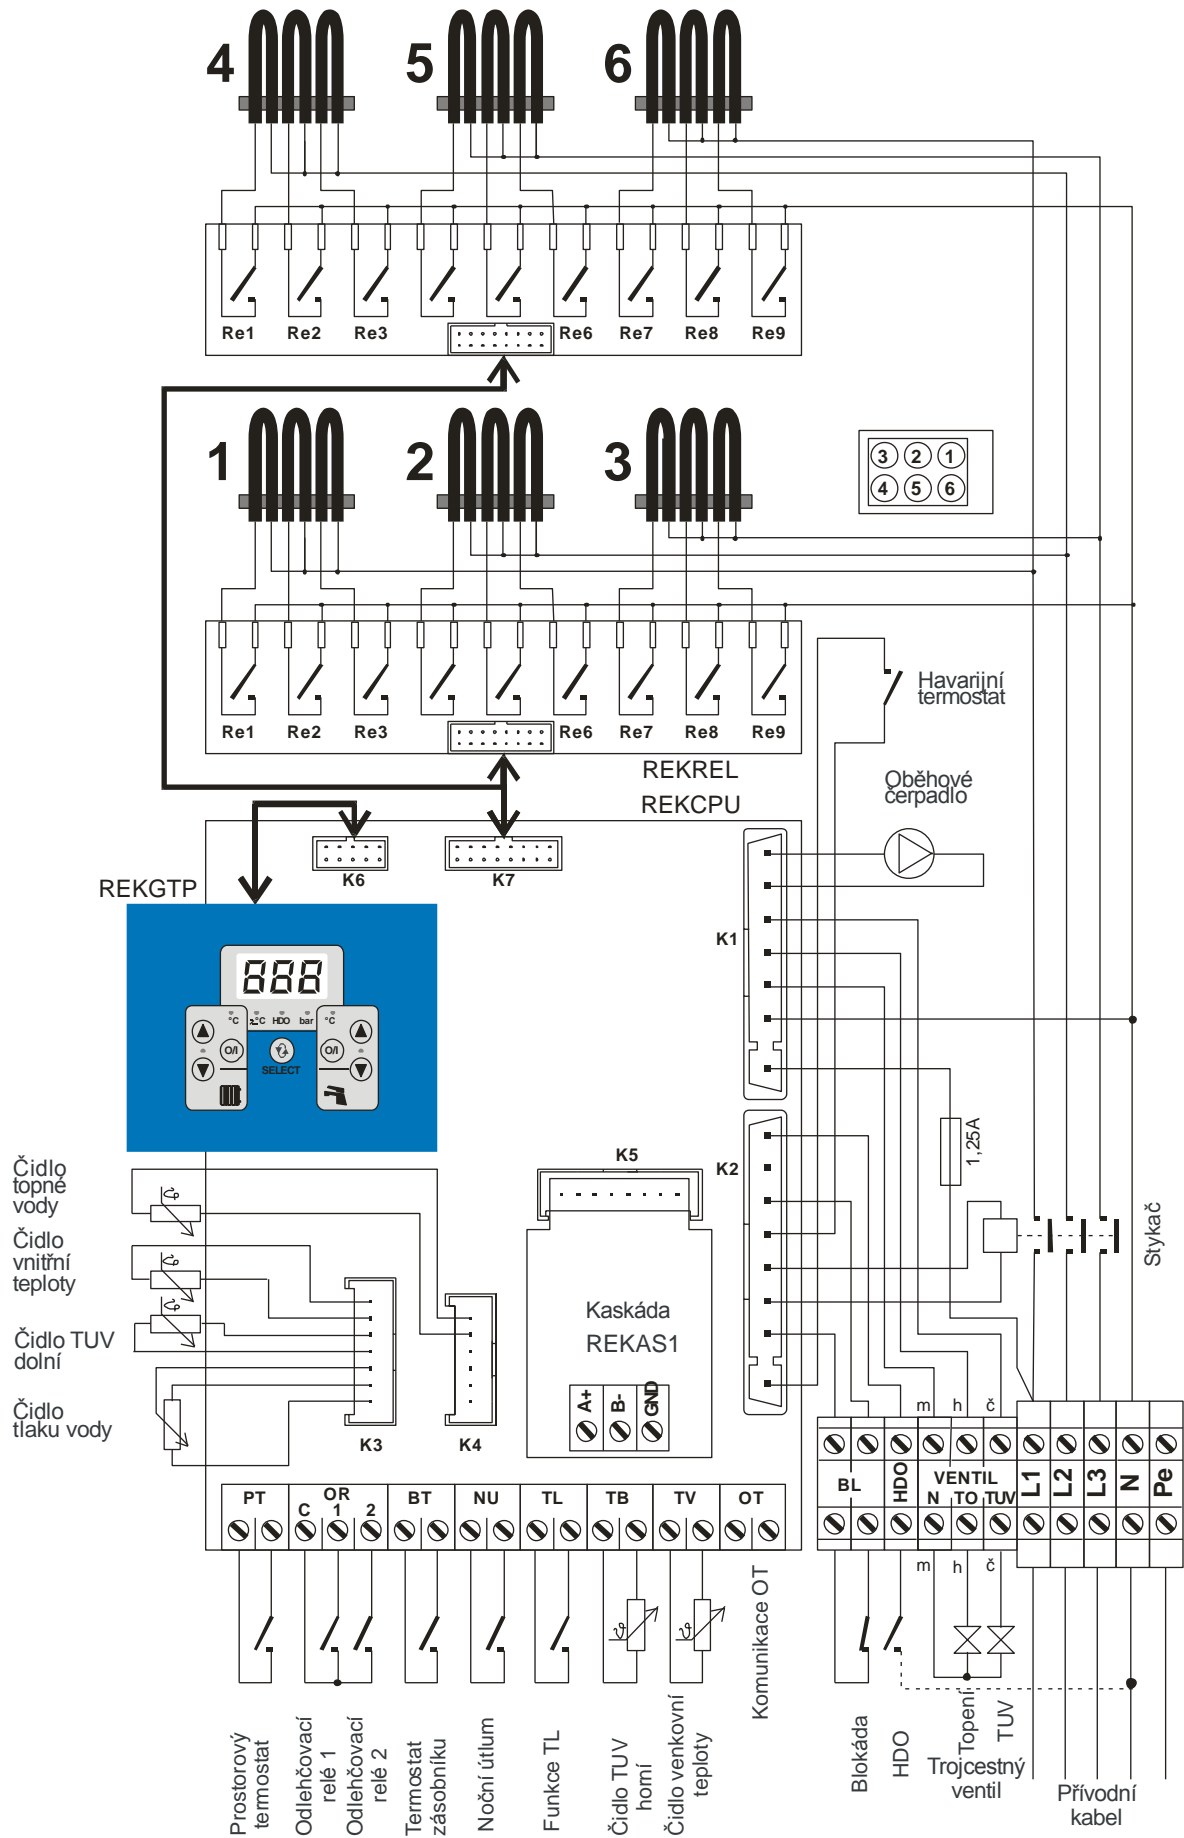 4
5
6
Re1
Re2
Re3
Re6
Re7
Re8
Re9
1
2
3
3
2
1
4
5
6
Re1
Re2
Re3
Re6
Re7
Re8
Re9
Havarijní
termostat
REKREL
REKCPU
Oběhové
čerpadlo
K6
K7
REKGTP
K1
888
°C
°C
HDO
bar
°C
O/I
O/I
SELECT
1,25A
K5
K2
Čidlo
topné
vody
Čidlo
vnitřní
teploty
Stykač
Kaskáda
REKAS1
Čidlo TUV
dolní
A+
B-
GND
Čidlo
tlaku vody
K3
K4
m
h
č
BL
HDO
VENTIL
N
TO
TUV
L1
L2
L3
N
Pe
PT
OR
C
1
2
BT
NU
TL
TB
TV
OT
m
h
č
Prostorový
termostat
Odlehčovací
relé 1
Odlehčovací
relé 2
Termostat
zásobníku
Noční útlum
Funkce TL
Čidlo TUV
horní
Čidlo venkovní
teploty
Komunikace OT
Blokáda
HDO
Topení
TUV
Trojcestný
ventil
Přívodní
kabel